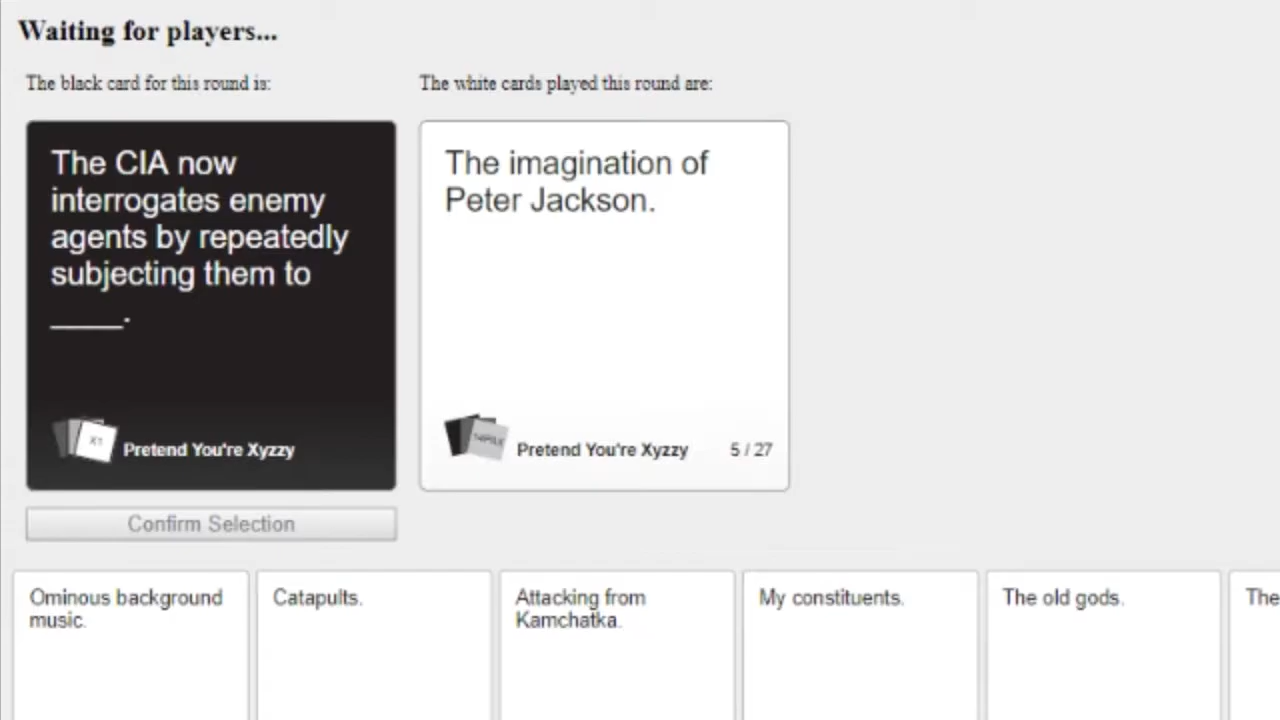 Waiting for players...
The black card for this round is:
The white cards played this round are:
The CIA now
interrogates enemy
agents by repeatedly
subjecting them to
_____.
X1
Pretend You're Xyzzy
The imagination of
Peter Jackson.
Pretend You're Xyzzy
5 / 27
Confirm Selection
Ominous background
music.
Catapults.
Attacking from
Kamchatka.
My constituents.
The old gods.
The